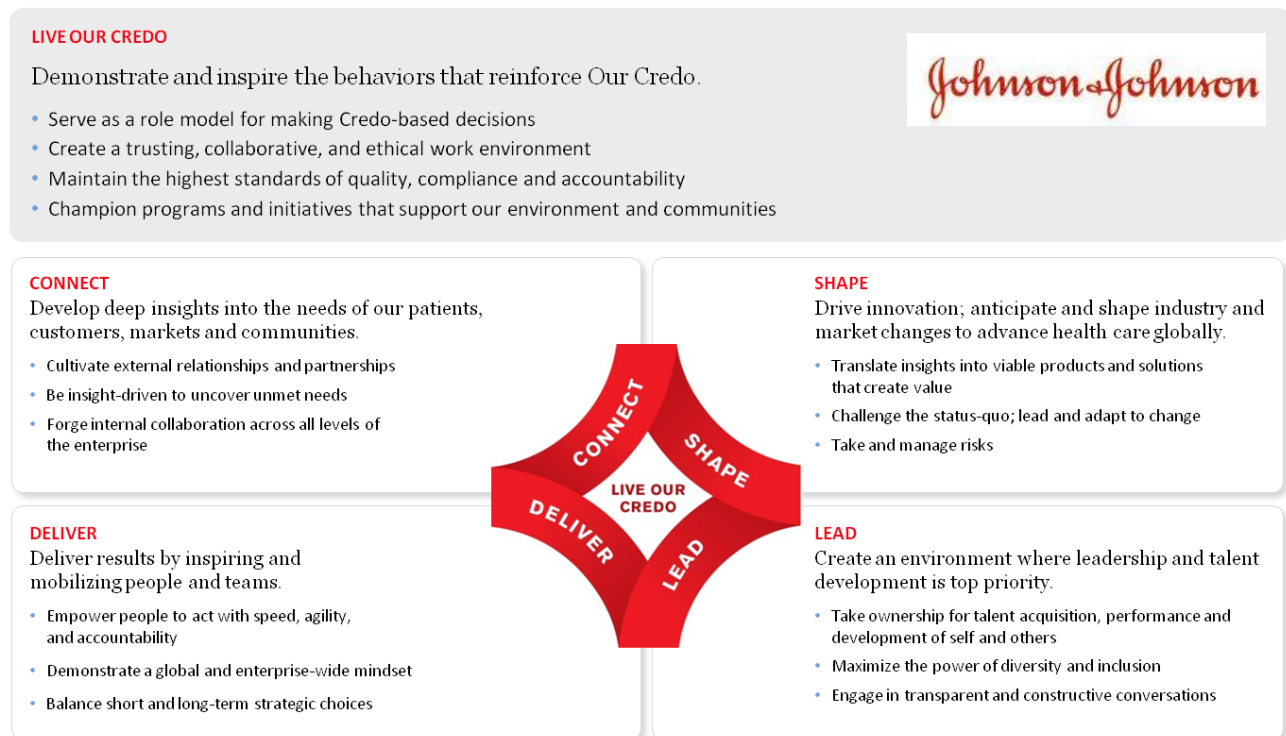 LIVE OUR CREDO
Demonstrate and inspire the behaviors that reinforce Our Credo.
• Serve as a role model for making Credo-based decisions
• Create a trusting, collaborative, and ethical work environment
• Maintain the highest standards of quality, compliance and accountability
• Champion programs and initiatives that support our environment and communities
Johnson & Johnson
CONNECT
Develop deep insights into the needs of our patients,
customers, markets and communities.
• Cultivate external relationships and partnerships
• Be insight-driven to uncover unmet needs
• Forge internal collaboration across all levels of
the enterprise
SHAPE
Drive innovation; anticipate and shape industry and
market changes to advance health care globally.
• Translate insights into viable products and solutions
that create value
• Challenge the status-quo; lead and adapt to change
• Take and manage risks
CONNECT
SHAPE
LIVE OUR
CREDO
DELIVER
LEAD
DELIVER
Deliver results by inspiring and
mobilizing people and teams.
• Empower people to act with speed, agility,
and accountability
• Demonstrate a global and enterprise-wide mindset
• Balance short and long-term strategic choices
LEAD
Create an environment where leadership and talent
development is top priority.
• Take ownership for talent acquisition, performance and
development of self and others
• Maximize the power of diversity and inclusion
• Engage in transparent and constructive conversations